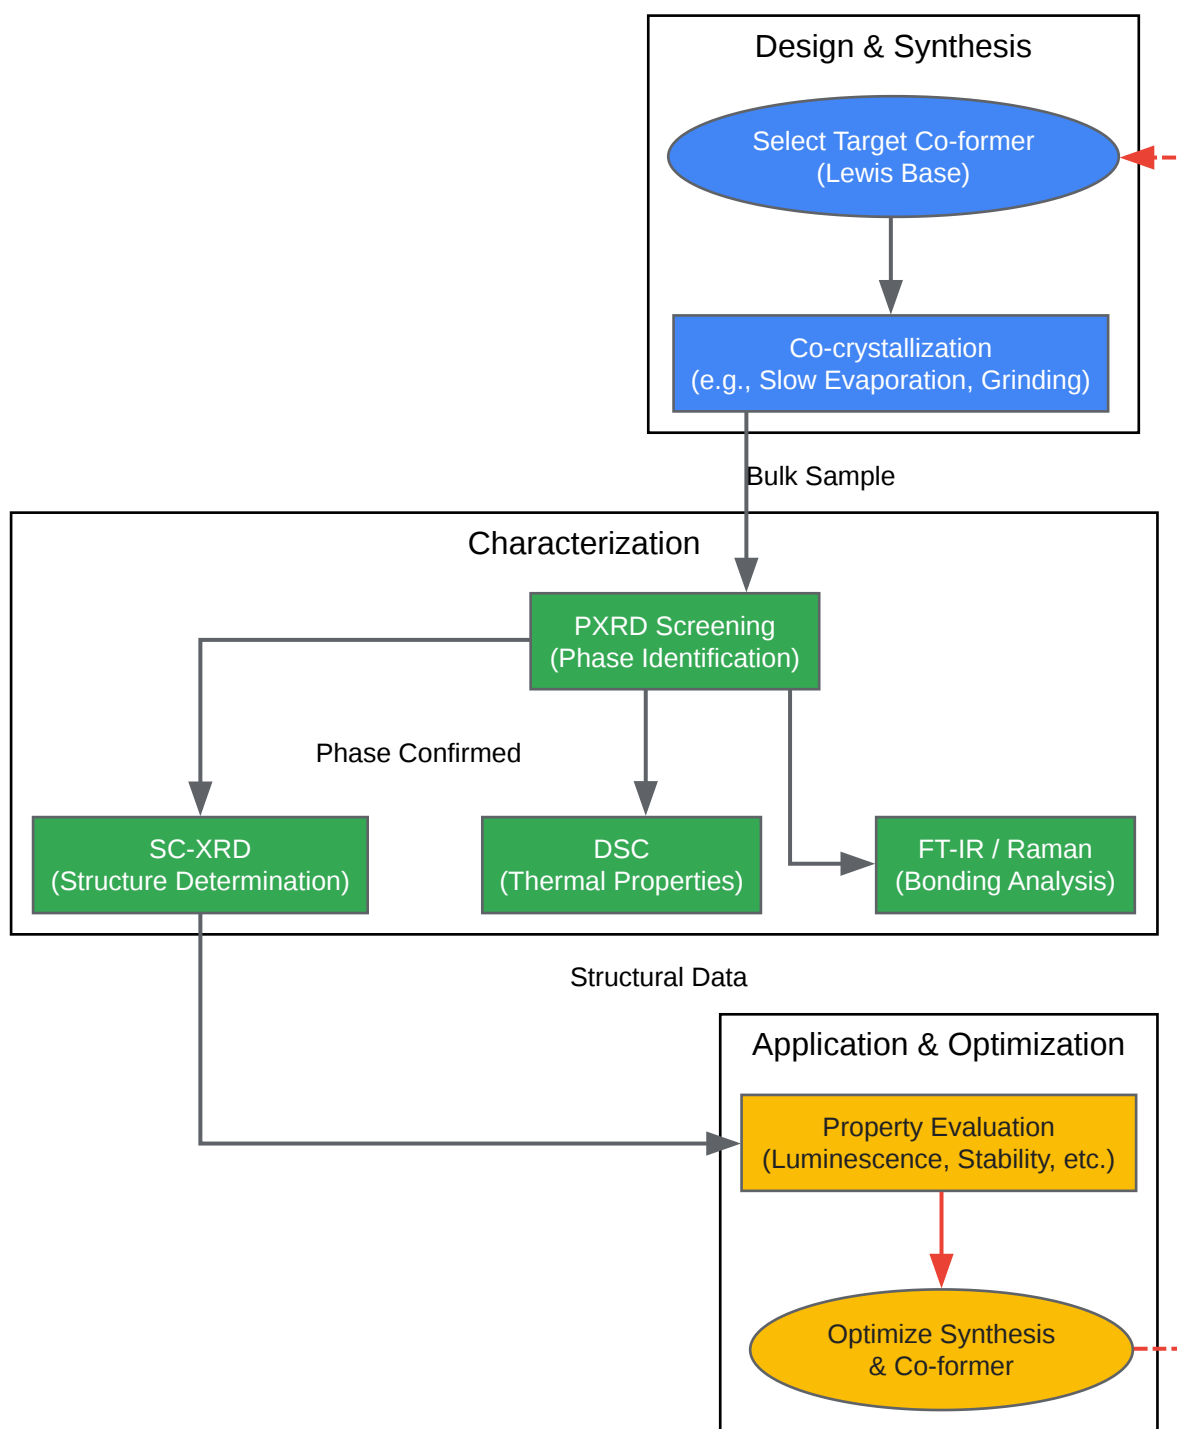 Design & Synthesis
Select Target Co-former
(Lewis Base)
Co-crystallization
(e.g., Slow Evaporation, Grinding)
Bulk Sample
Characterization
PXRD Screening
(Phase Identification)
Phase Confirmed
SC-XRD
(Structure Determination)
DSC
(Thermal Properties)
FT-IR / Raman
(Bonding Analysis)
Structural Data
Application & Optimization
Property Evaluation
(Luminescence, Stability, etc.)
Optimize Synthesis
& Co-former